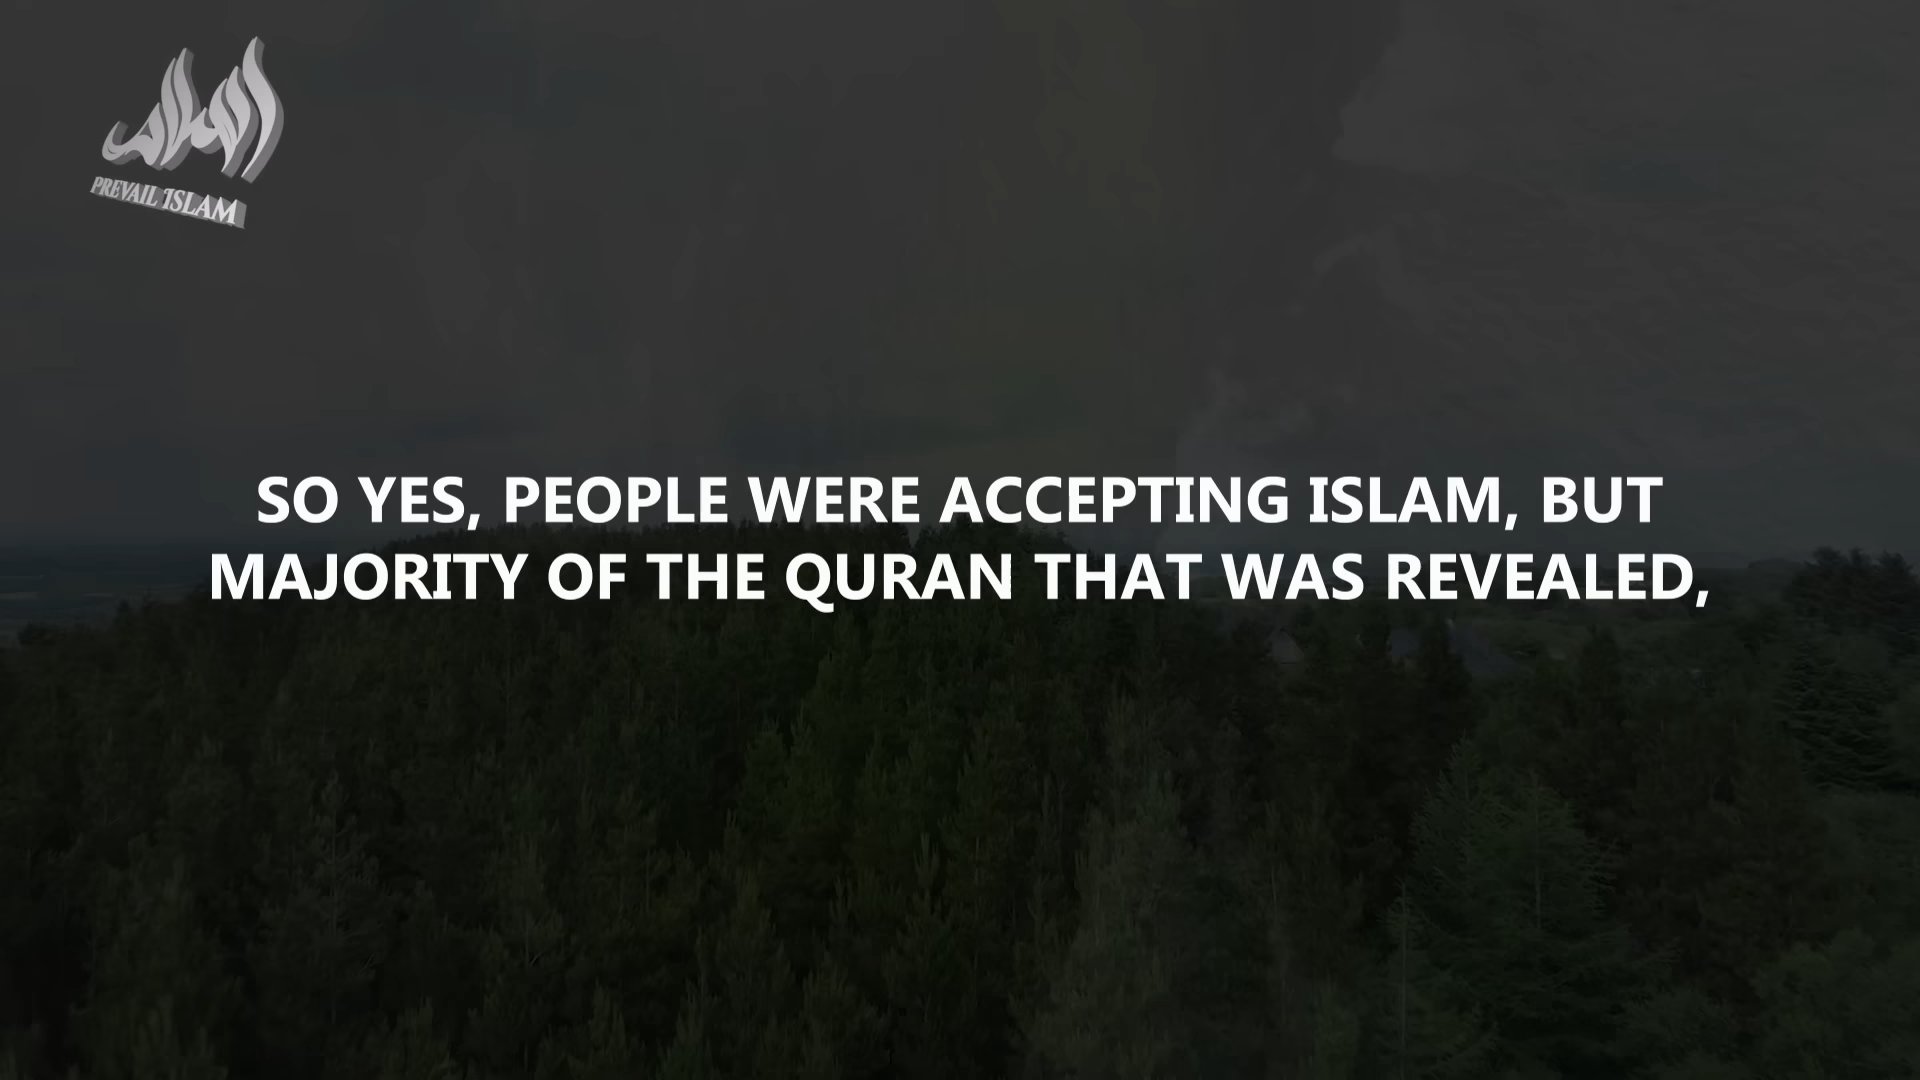 PREVAIL ISLAM
SO YES, PEOPLE WERE ACCEPTING ISLAM, BUT
MAJORITY OF THE QURAN THAT WAS REVEALED,